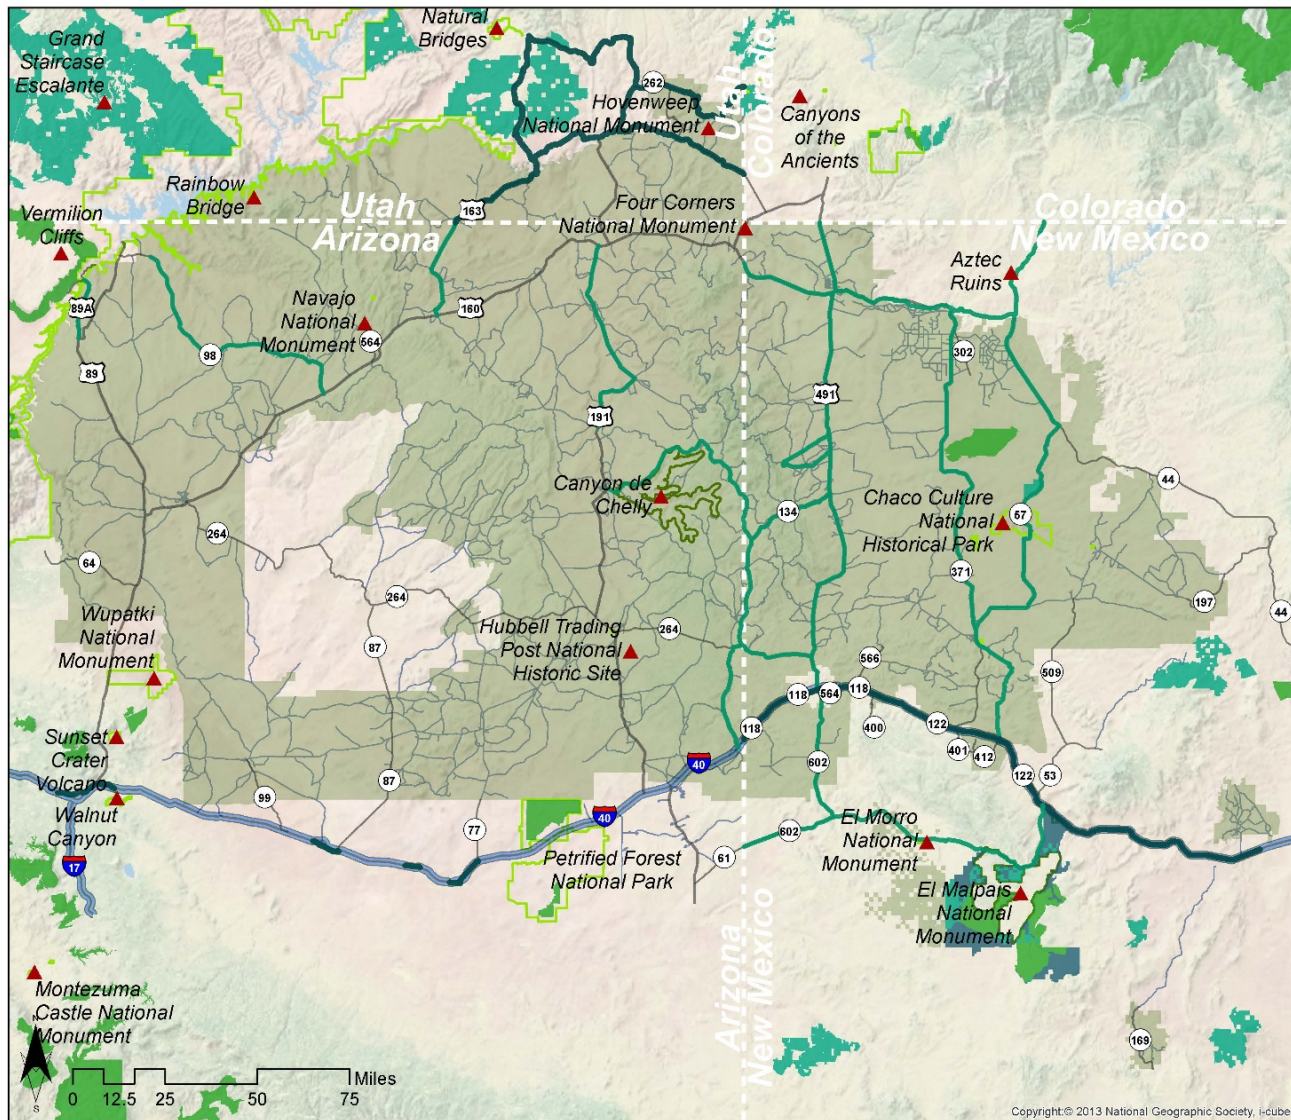 Natural
Bridges
Grand
Staircase
Escalante
262
Hovenweep
National Monument
Utah
Colorado
Canyons
of the
Ancients
Rainbow
Bridge
Vermilion
Cliffs
Utah
Arizona
163
Four Corners
National Monument
Colorado
New Mexico
Aztec
Ruins
89A
Navajo
National
Monument
564
160
98
89
302
191
491
44
Canyon de
Chelly
134
Chaco Culture
National
Historical Park
57
264
64
371
264
197
44
Wupatki
National
Monument
87
Hubbell Trading
Post National
Historic Site
264
566
509
118
564
118
118
400
122
401
412
Sunset
Crater
Volcano
Walnut
Canyon
40
602
122
53
87
99
40
77
17
Petrified Forest
National Park
61
602
El Morro
National
Monument
El Malpais
National
Monument
Arizona
New Mexico
Montezuma
Castle National
Monument
169
N
S
Miles
0 12.5 25 50 75
Copyright:© 2013 National Geographic Society, i-cube